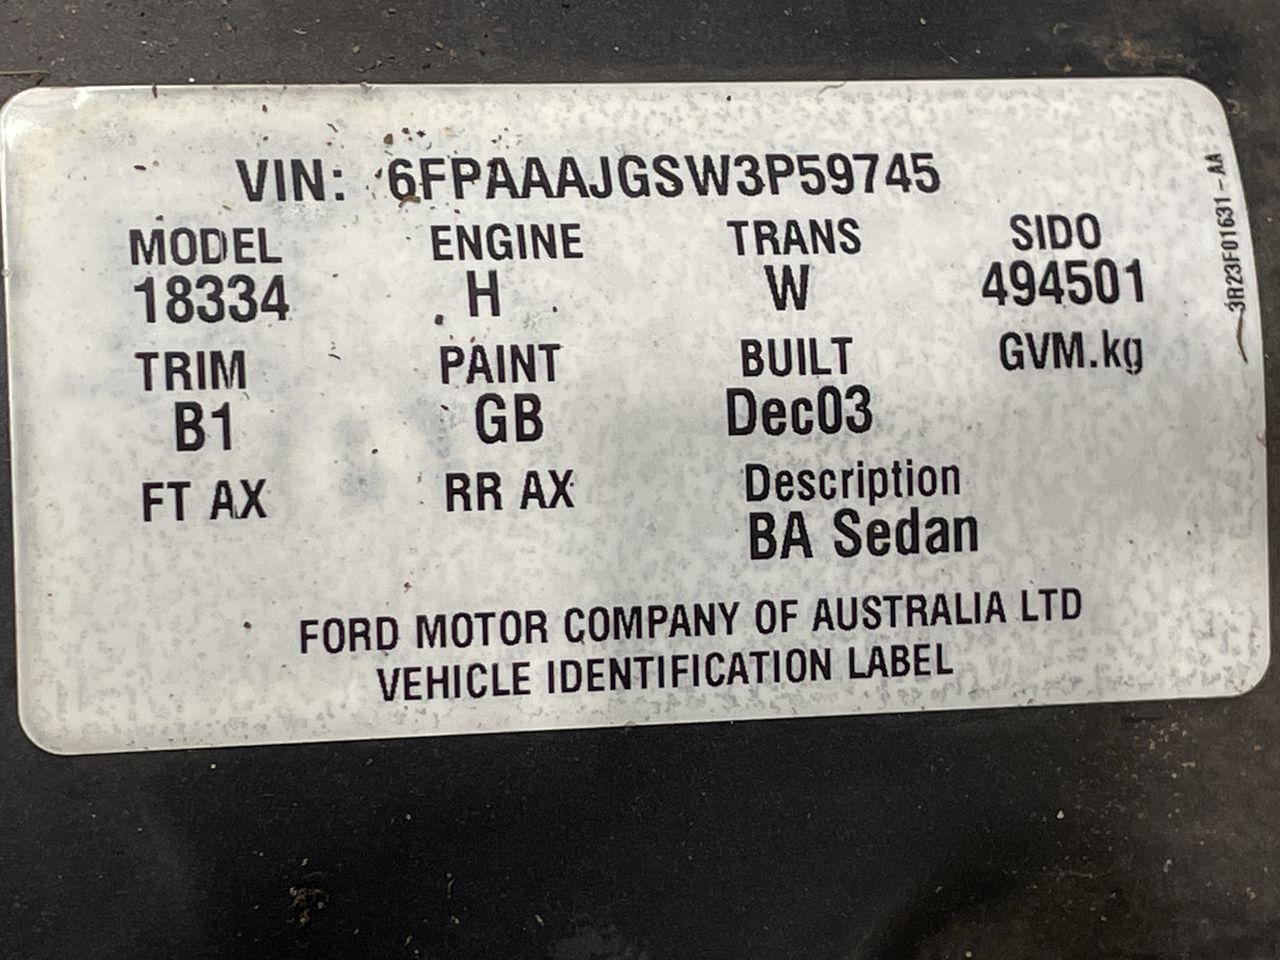 VIN: 6FPAAAJGSW3P59745
MODEL ENGINE TRANS SIDO
18334 H W 494501
TRIM PAINT BUILT GVM.kg
B1 GB Dec03
FT AX RR AX Description
BA Sedan
FORD MOTOR COMPANY OF AUSTRALIA LTD
VEHICLE IDENTIFICATION LABEL
3R23F01631-AA